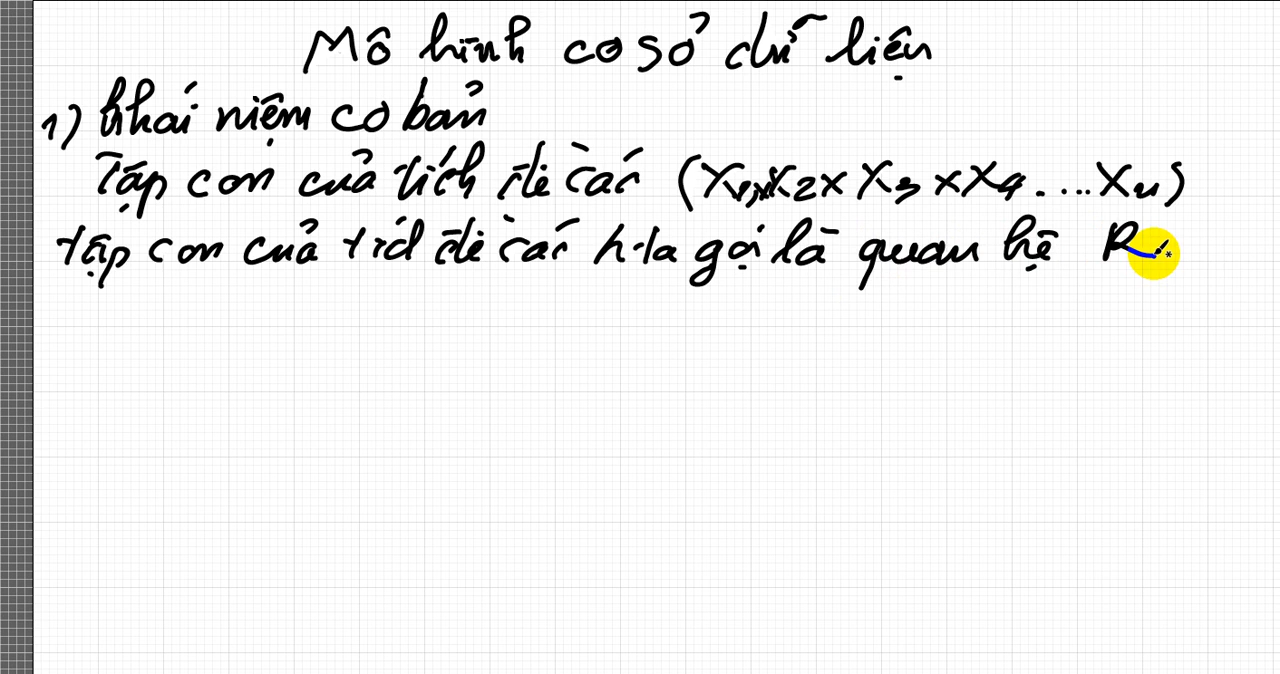 Mô hình cơ sở dữ liệu
1) Khái niệm cơ bản
Tập con của tích đề các (X1 x X2 x X3 x X4 .... Xn)
tập con của tích đề các n-la gọi là quan hệ R